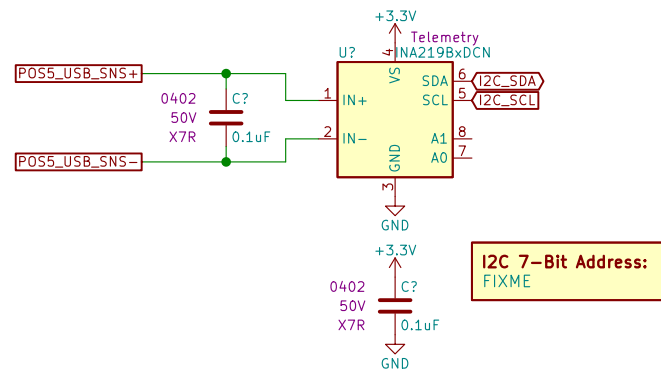 +3.3V
Telemetry
U?
INA219BxDCN
4
VS
POS5_USB_SNS+
SDA
6
I2C_SDA
0402
C?
1
IN+
SCL
5
I2C_SCL
50V
X7R
0.1uF
2
IN-
A1
8
A0
7
POS5_USB_SNS-
GND
3
GND
+3.3V
I2C 7-Bit Address:
FIXME
0402
C?
50V
X7R
0.1uF
GND